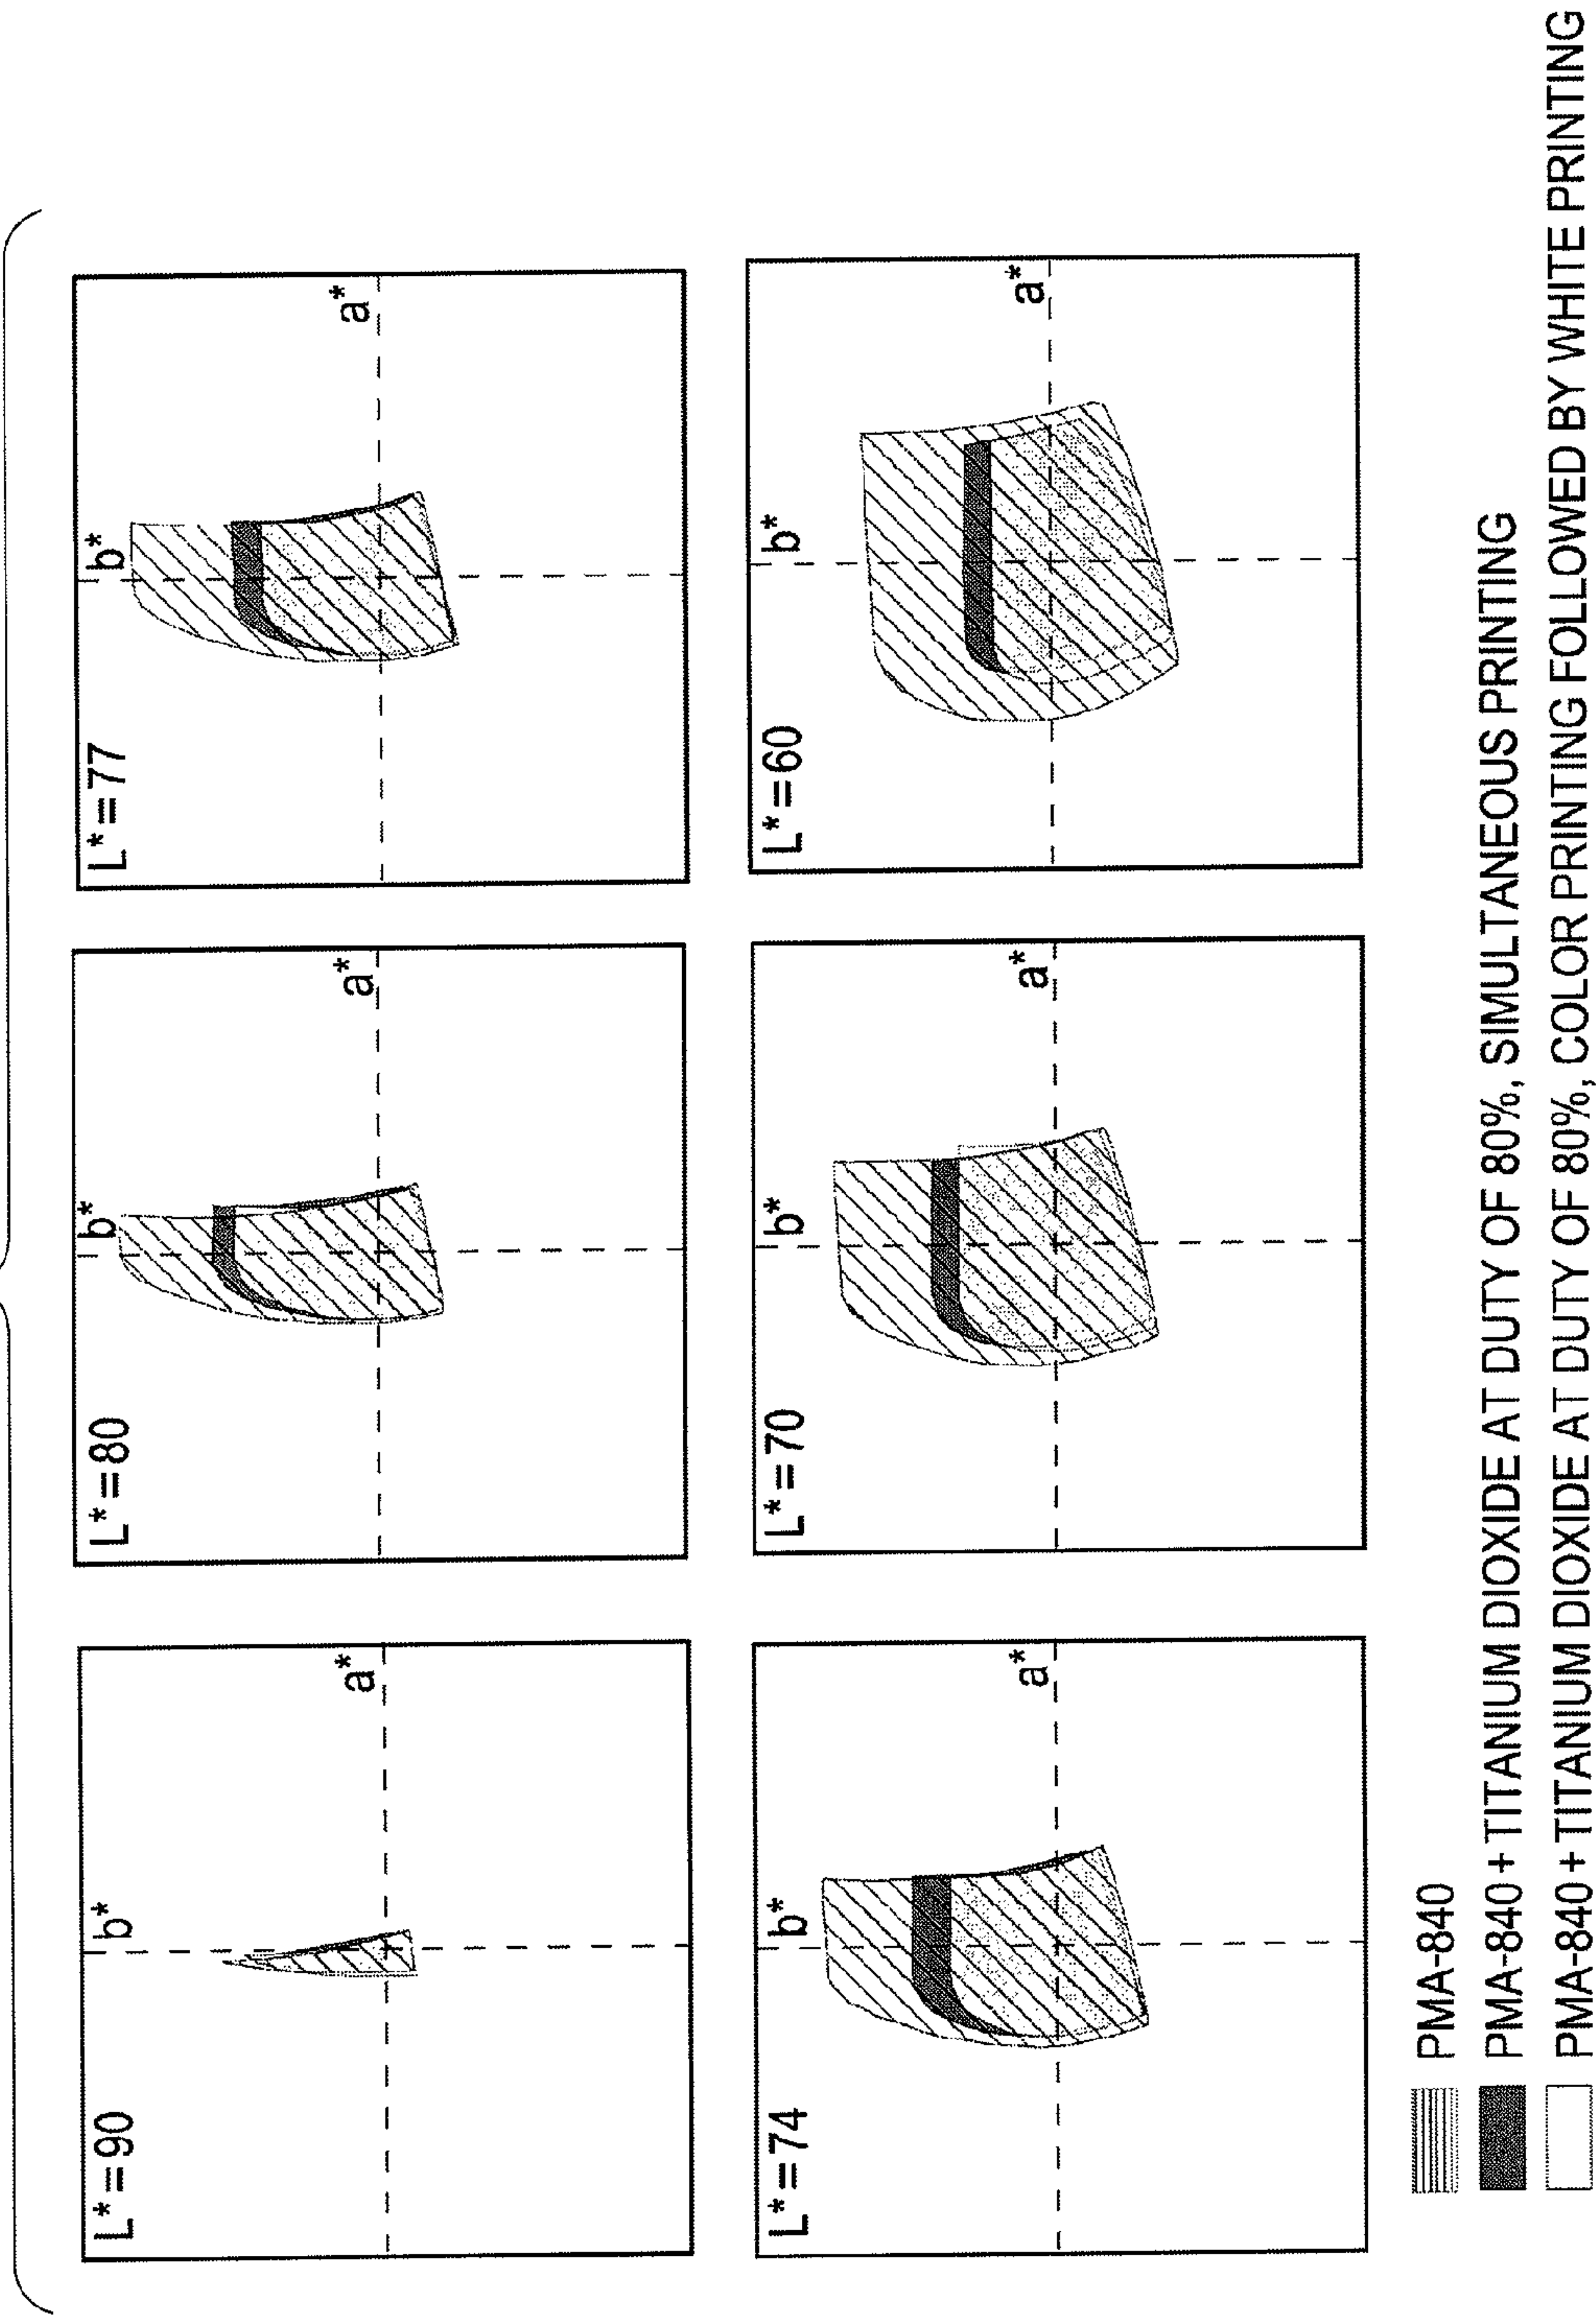 L*=90
b*
a*
L*=80
b*
a*
L*=77
b*
a*
L*=74
b*
a*
L*=70
b*
a*
L*=60
b*
a*
PMA-840
PMA-840 + TITANIUM DIOXIDE AT DUTY OF 80%, SIMULTANEOUS PRINTING
PMA-840 + TITANIUM DIOXIDE AT DUTY OF 80%, COLOR PRINTING FOLLOWED BY WHITE PRINTING